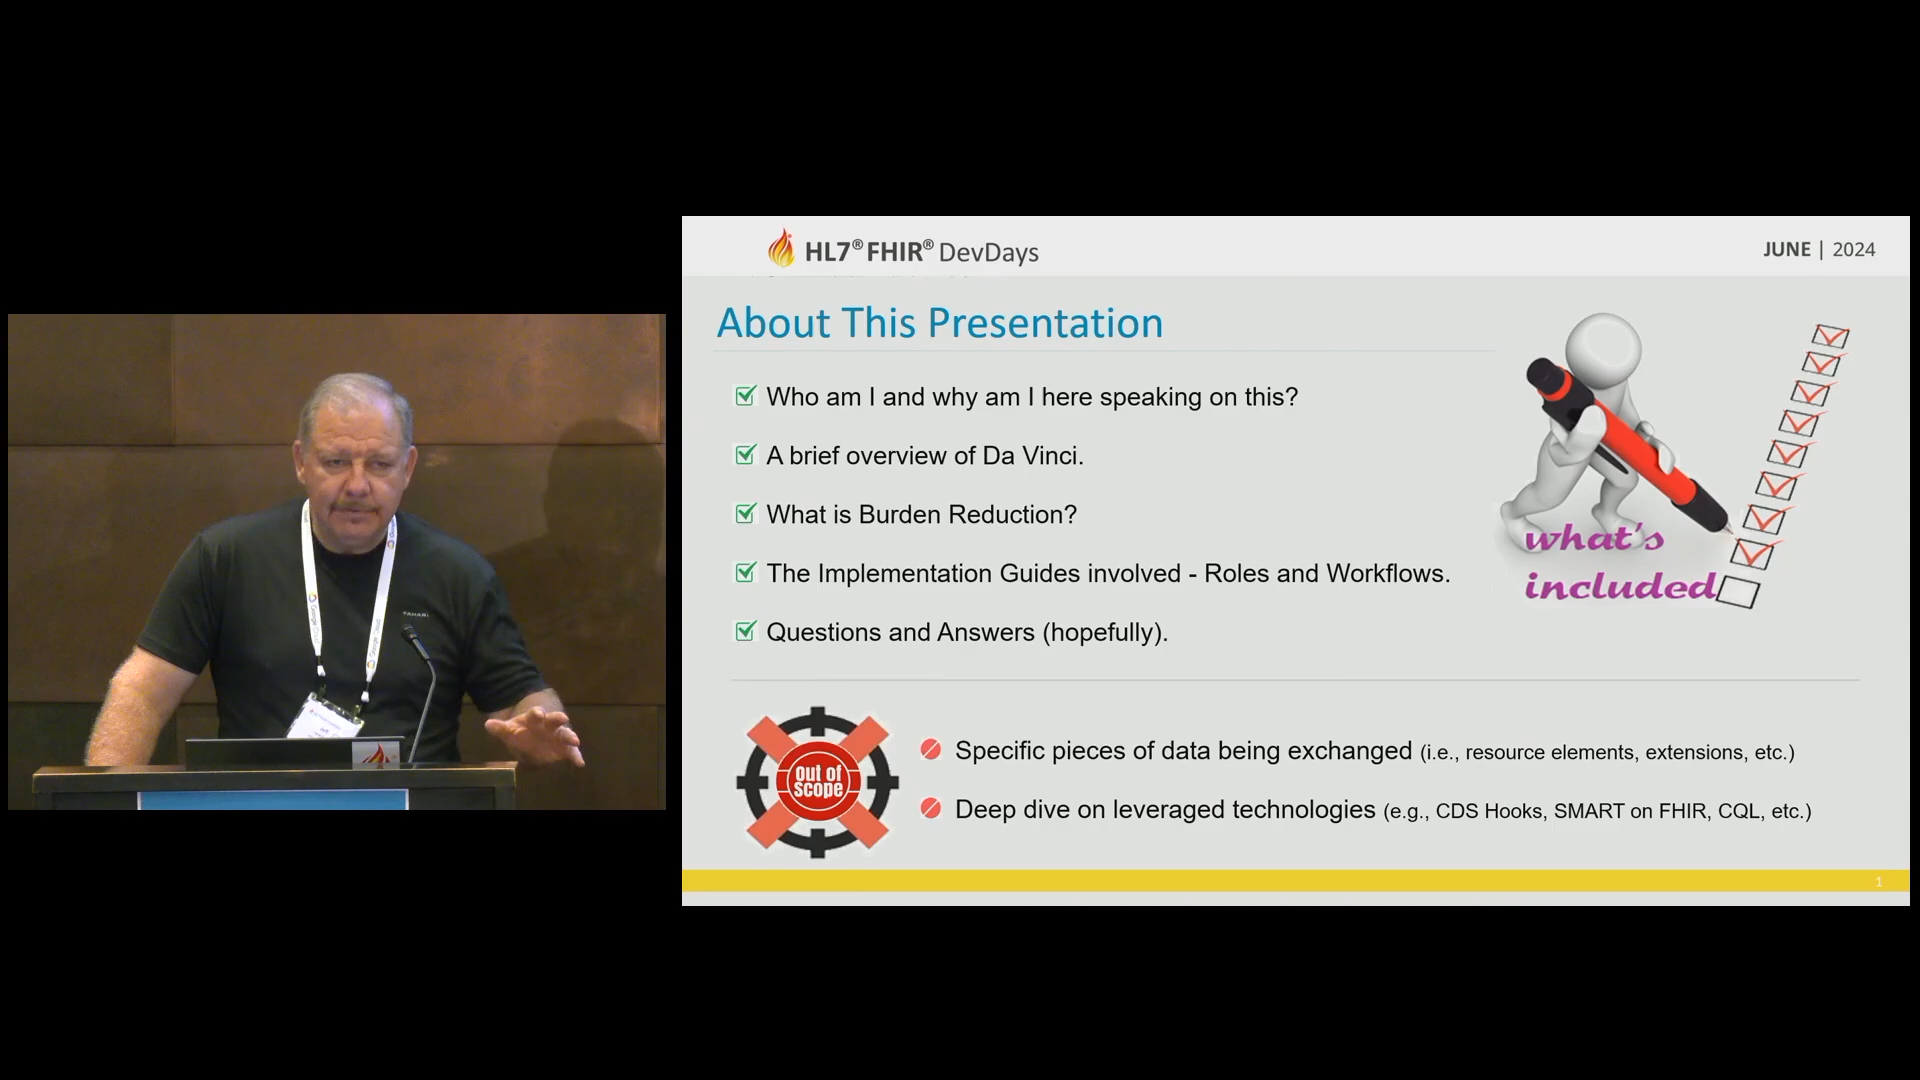 HL7® FHIR® DevDays
JUNE | 2024
About This Presentation
Who am I and why am I here speaking on this?
A brief overview of Da Vinci.
What is Burden Reduction?
The Implementation Guides involved - Roles and Workflows.
Questions and Answers (hopefully).
what's
included
out of
scope
Specific pieces of data being exchanged (i.e., resource elements, extensions, etc.)
Deep dive on leveraged technologies (e.g., CDS Hooks, SMART on FHIR, CQL, etc.)
1
TAHARI